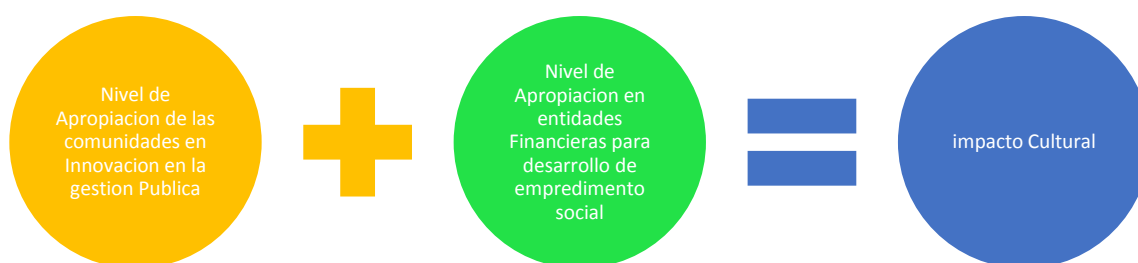 Nivel de
Apropiacion de las
comunidades en
Innovacion en la
gestion Publica
Nivel de
Apropiacion en
entidades
Financieras para
desarrollo de
empredimento
social
impacto Cultural